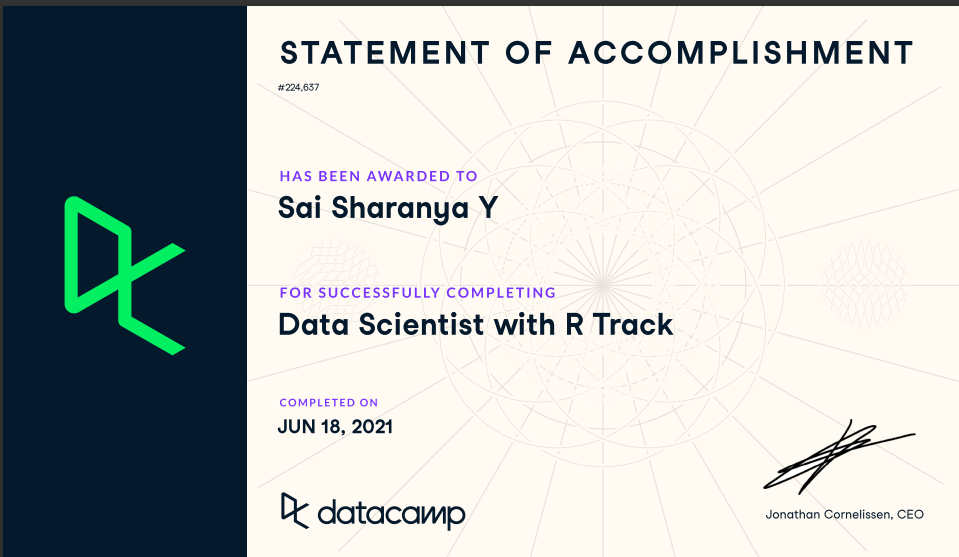 STATEMENT OF ACCOMPLISHMENT
#224,637
HAS BEEN AWARDED TO
Sai Sharanya Y
FOR SUCCESSFULLY COMPLETING
Data Scientist with R Track
COMPLETED ON
JUN 18, 2021
datacamp
Jonathan Cornelissen, CEO